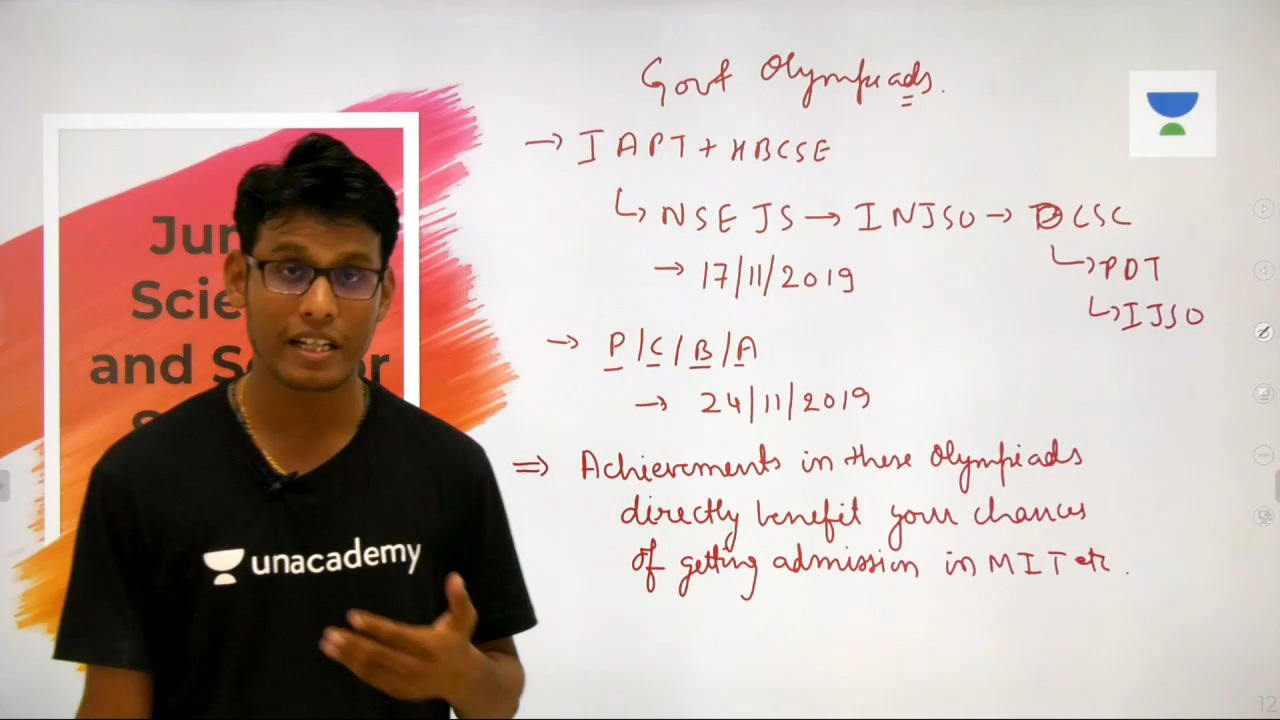 Govt Olympiads.
→ IAPT + HBCSE
↳ NSEJS → INJSO → OCSC
→ 17/11/2019
↳ PDT
↳ IJSO
→ P/C/B/A
→ 24/11/2019
⇒ Achievements in these Olympiads
directly benefit your chances
of getting admission in MIT etc.
Jun
Scie
and S
unacademy
12